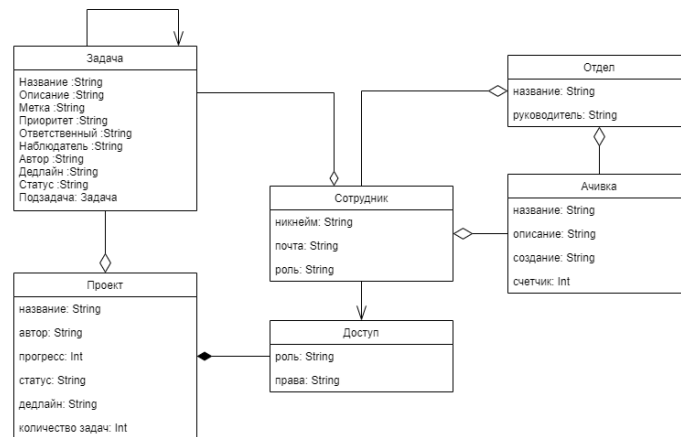 Задача
Название :String
Описание :String
Метка :String
Приоритет :String
Ответственный :String
Наблюдатель :String
Автор :String
Дедлайн :String
Статус :String
Подзадача: Задача
Отдел
название: String
руководитель: String
Сотрудник
никнейм: String
почта: String
роль: String
Ачивка
название: String
описание: String
создание: String
счетчик: Int
Проект
название: String
автор: String
прогресс: Int
статус: String
дедлайн: String
количество задач: Int
Доступ
роль: String
права: String